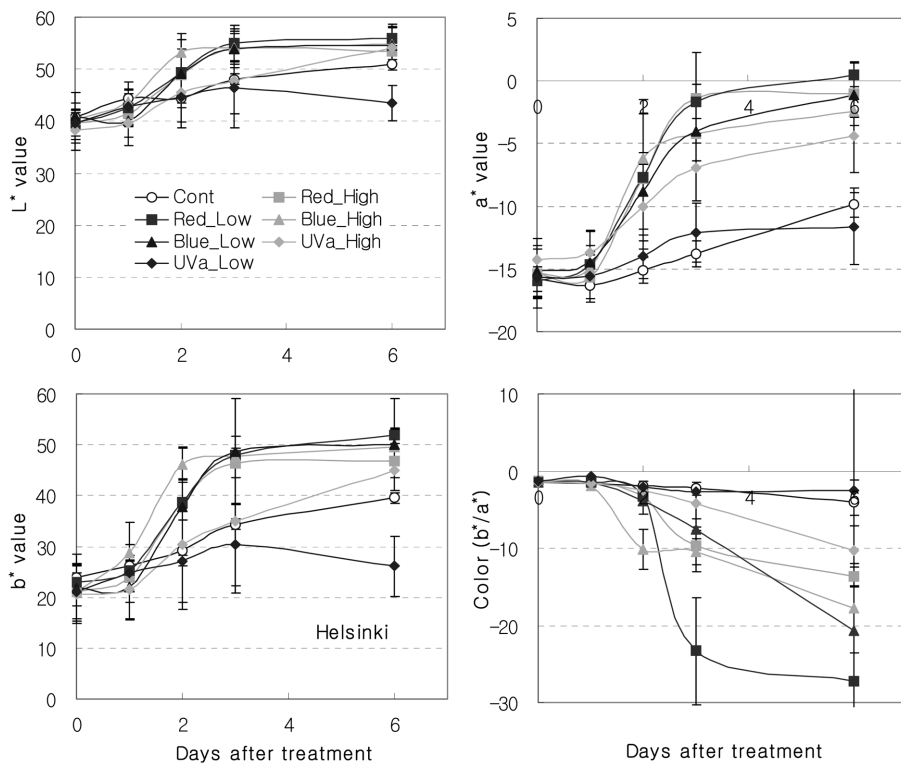 60
50
40
30
20
10
0
L* value
Cont
Red_High
Red_Low
Blue_High
Blue_Low
UVa_High
UVa_Low
0 2 4 6
5
0
−5
−10
−15
−20
a* value
0 2 4
60
50
40
30
20
10
0
b* value
Helsinki
0 2 4 6
Days after treatment
10
0
−10
−20
−30
Color (b*/a*)
0 4
Days after treatment